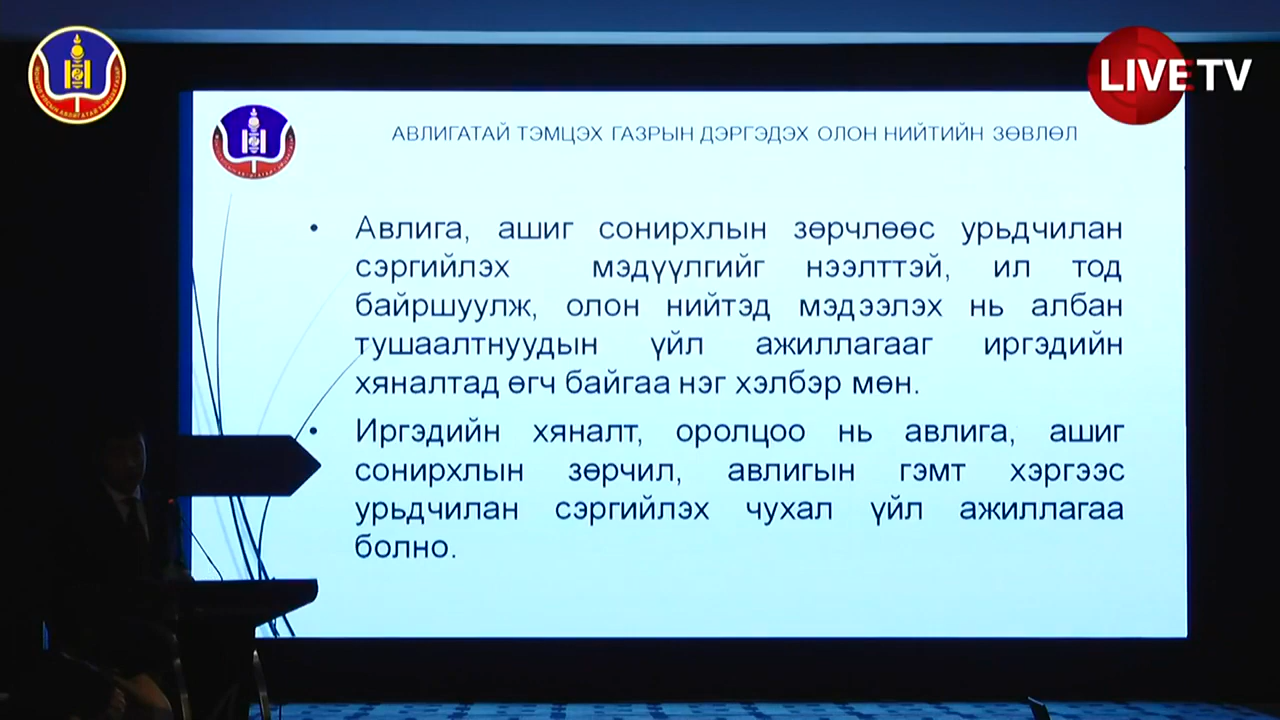 LIVE TV
АВЛИГАТАЙ ТЭМЦЭХ ГАЗРЫН ДЭРГЭДЭХ ОЛОН НИЙТИЙН ЗӨВЛӨЛ
• Авлига, ашиг сонирхлын зөрчлөөс урьдчилан
сэргийлэх мэдүүлгийг нээлттэй, ил тод
байршуулж, олон нийтэд мэдээлэх нь албан
тушаалтнуудын үйл ажиллагааг иргэдийн
хяналтад өгч байгаа нэг хэлбэр мөн.
• Иргэдийн хяналт, оролцоо нь авлига, ашиг
сонирхлын зөрчил, авлигын гэмт хэргээс
урьдчилан сэргийлэх чухал үйл ажиллагаа
болно.